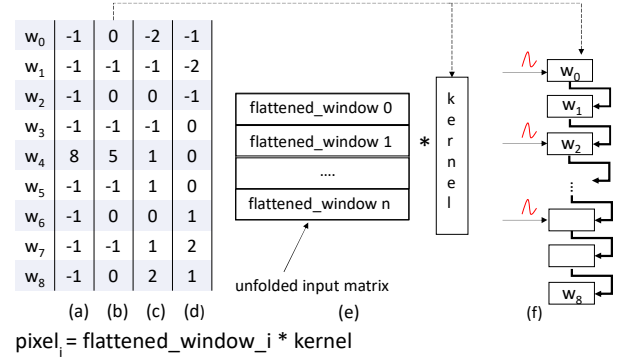 w0 -1 0 -2 -1
w1 -1 -1 -1 -2
w2 -1 0 0 -1
w3 -1 -1 -1 0
w4 8 5 1 0
w5 -1 -1 1 0
w6 -1 0 0 1
w7 -1 -1 1 2
w8 -1 0 2 1
(a) (b) (c) (d)
flattened_window 0
flattened_window 1
....
flattened_window n
*
kernel
unfolded input matrix
(e)
w0
w1
w2
...
w8
(f)
pixeli = flattened_window_i * kernel